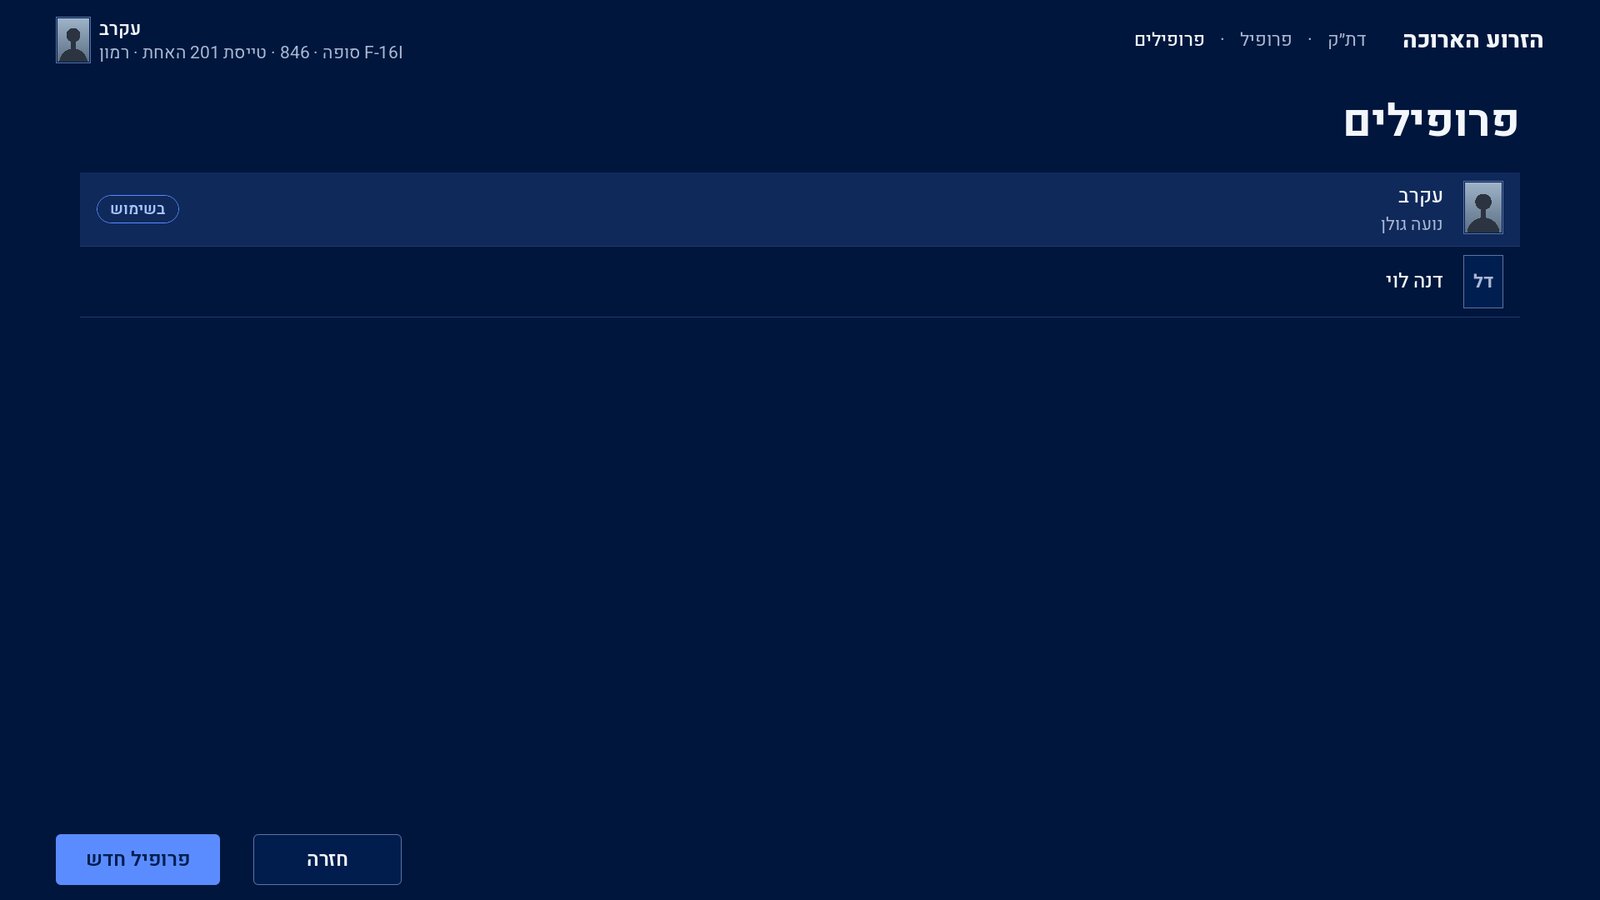 הזרוע הארוכה
דת״ק · פרופיל · פרופילים
עקרב
F-16I סופה · 846 · טייסת 201 האחת · רמון
פרופילים
עקרב
נועה גולן
בשימוש
דל
דנה לוי
חזרה
פרופיל חדש